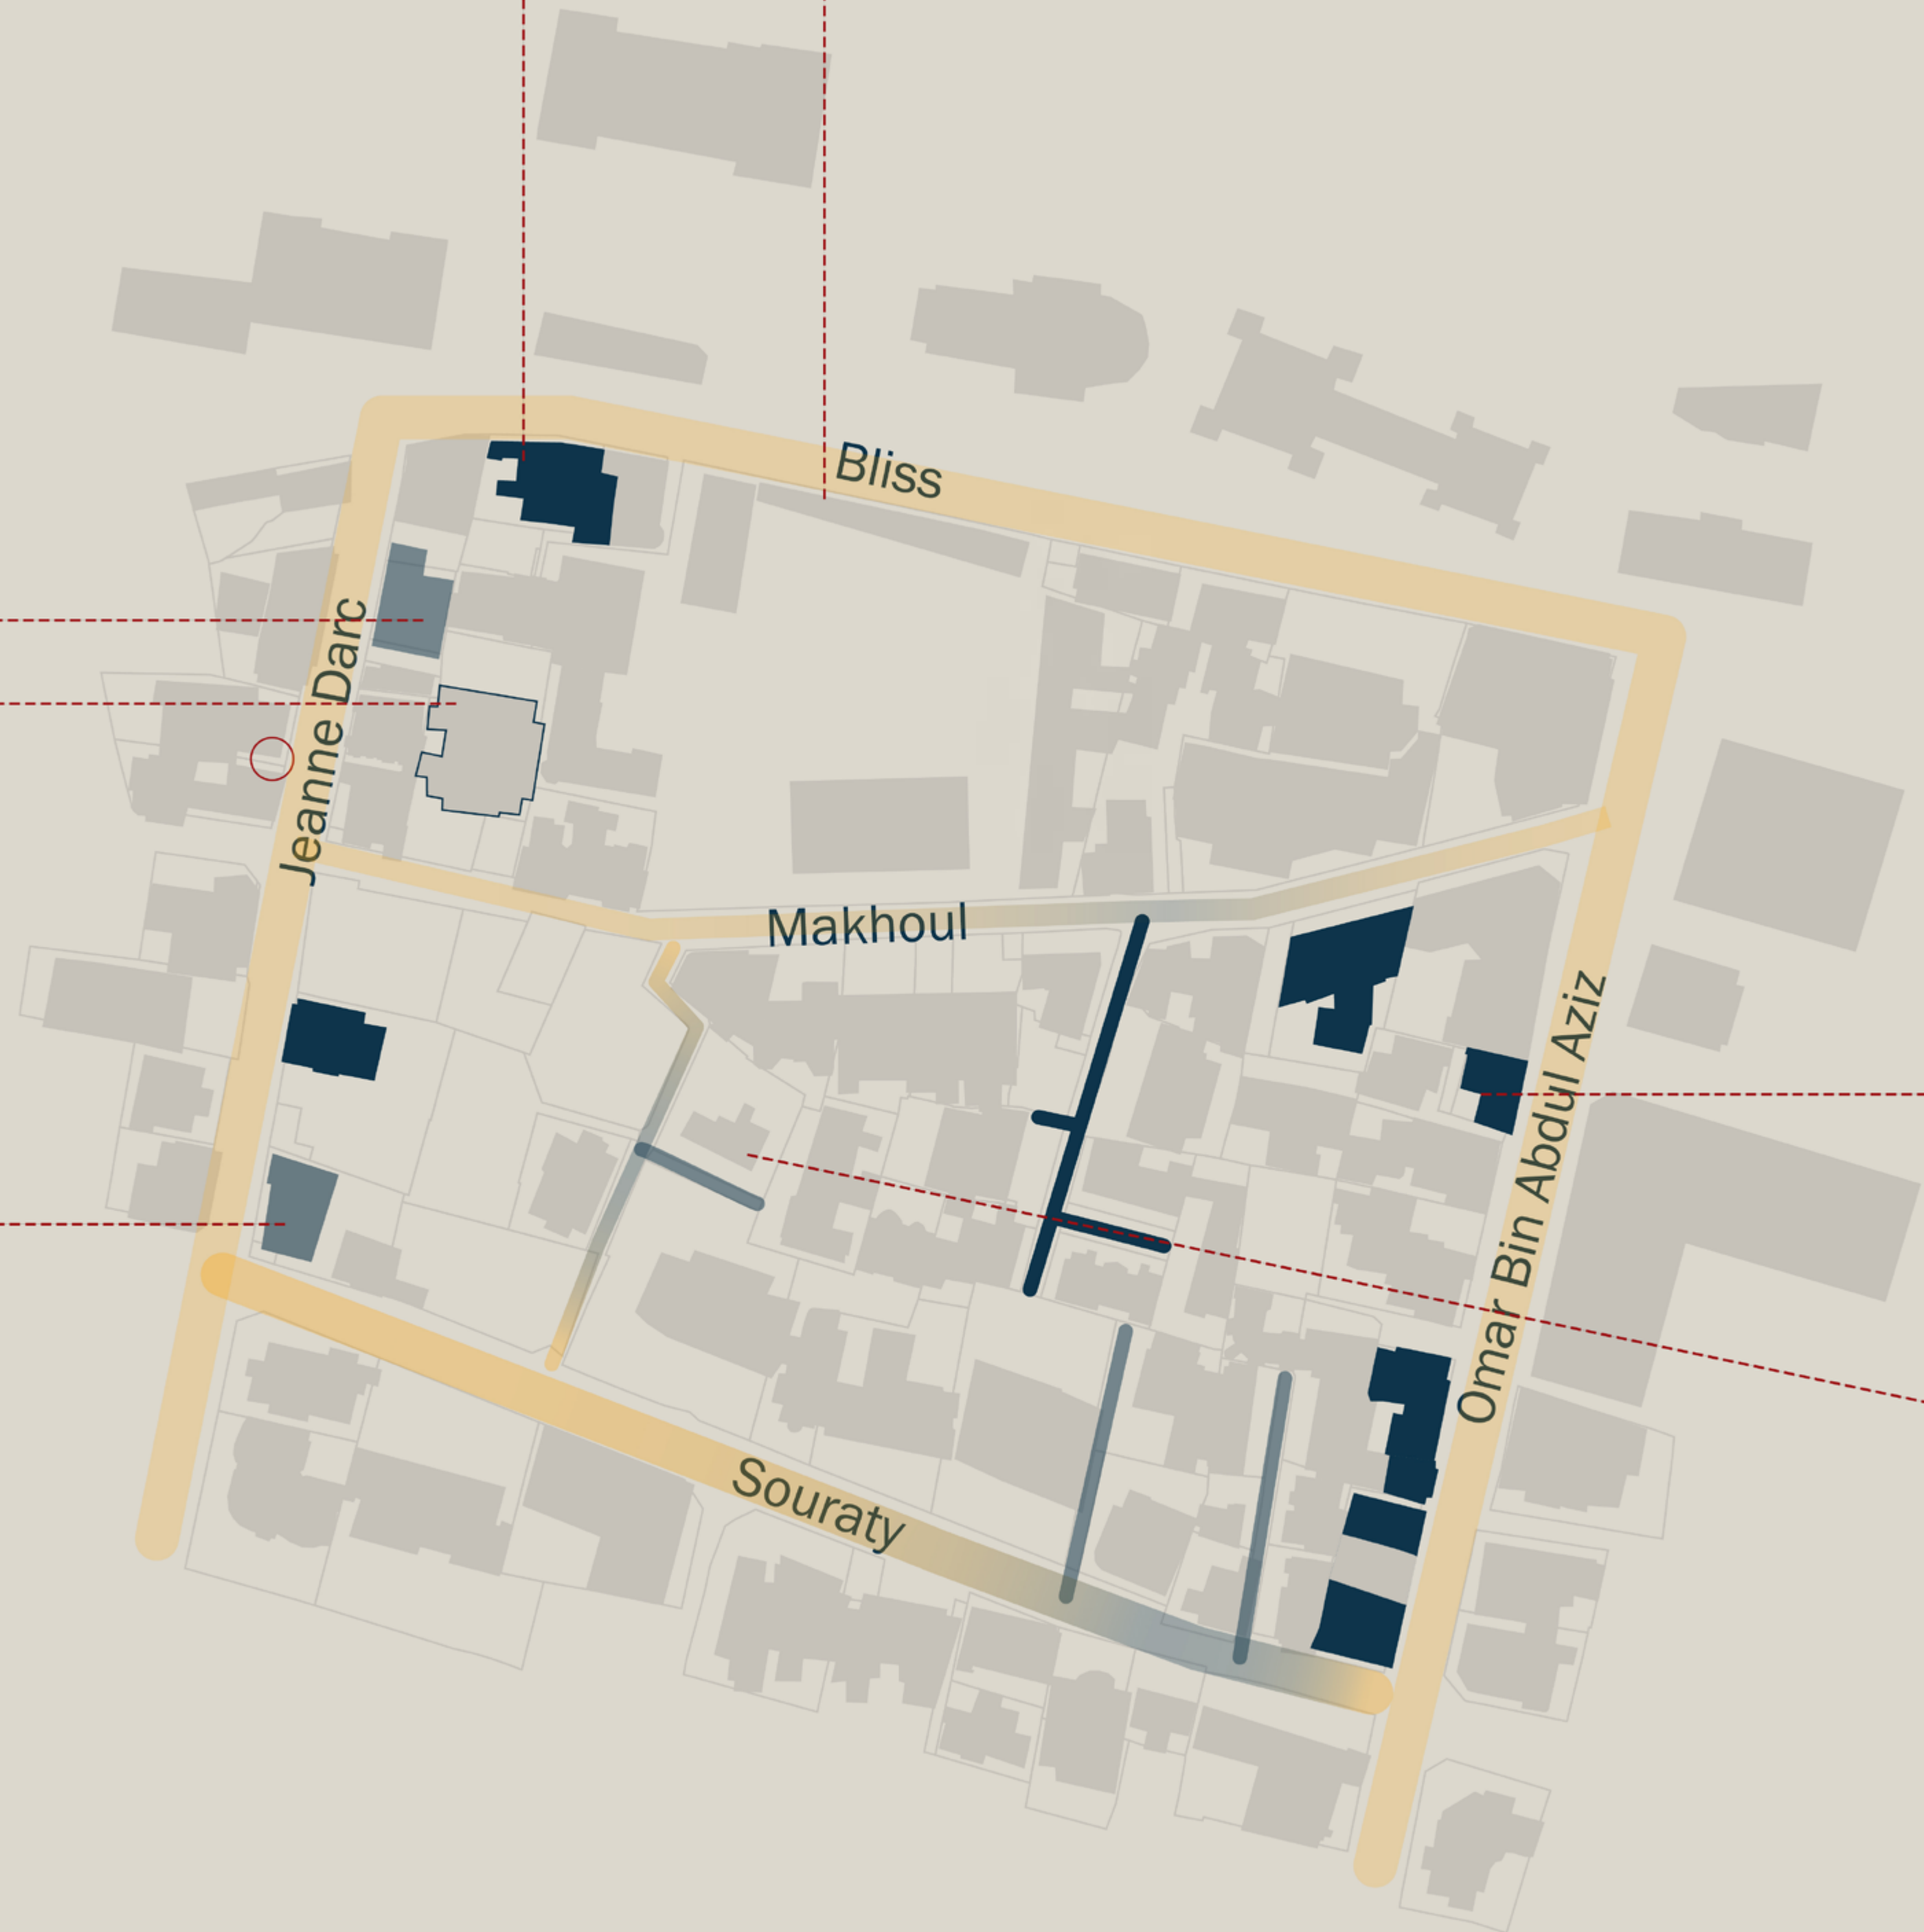 Bliss
Jeanne Darc
Makhoul
Omar Bin Abdul Aziz
Souraty